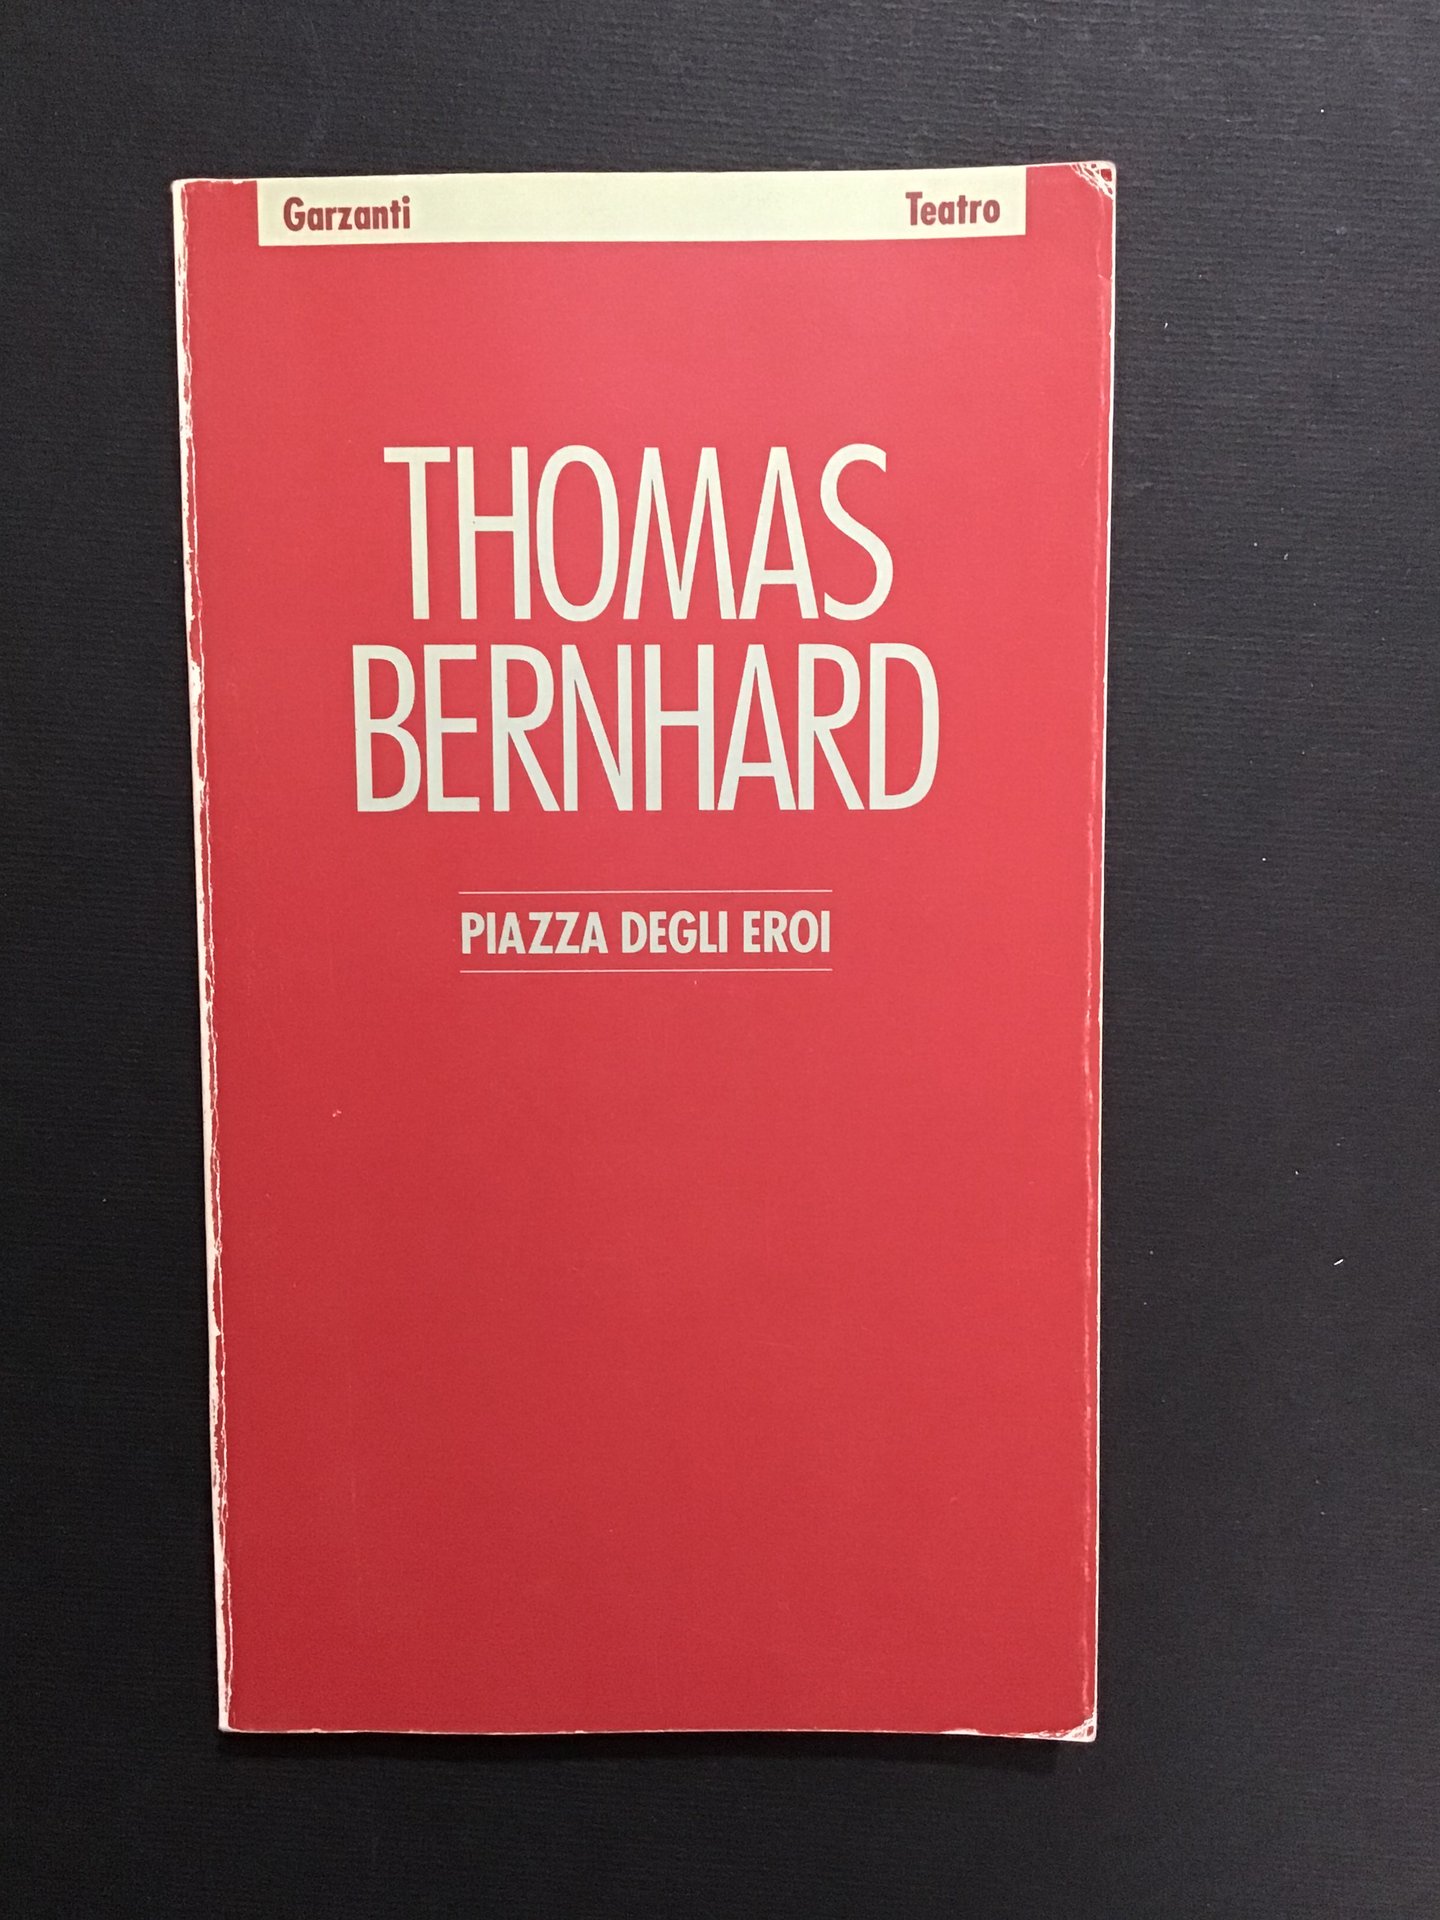 Garzanti Teatro
THOMAS
BERNHARD
PIAZZA DEGLI EROI